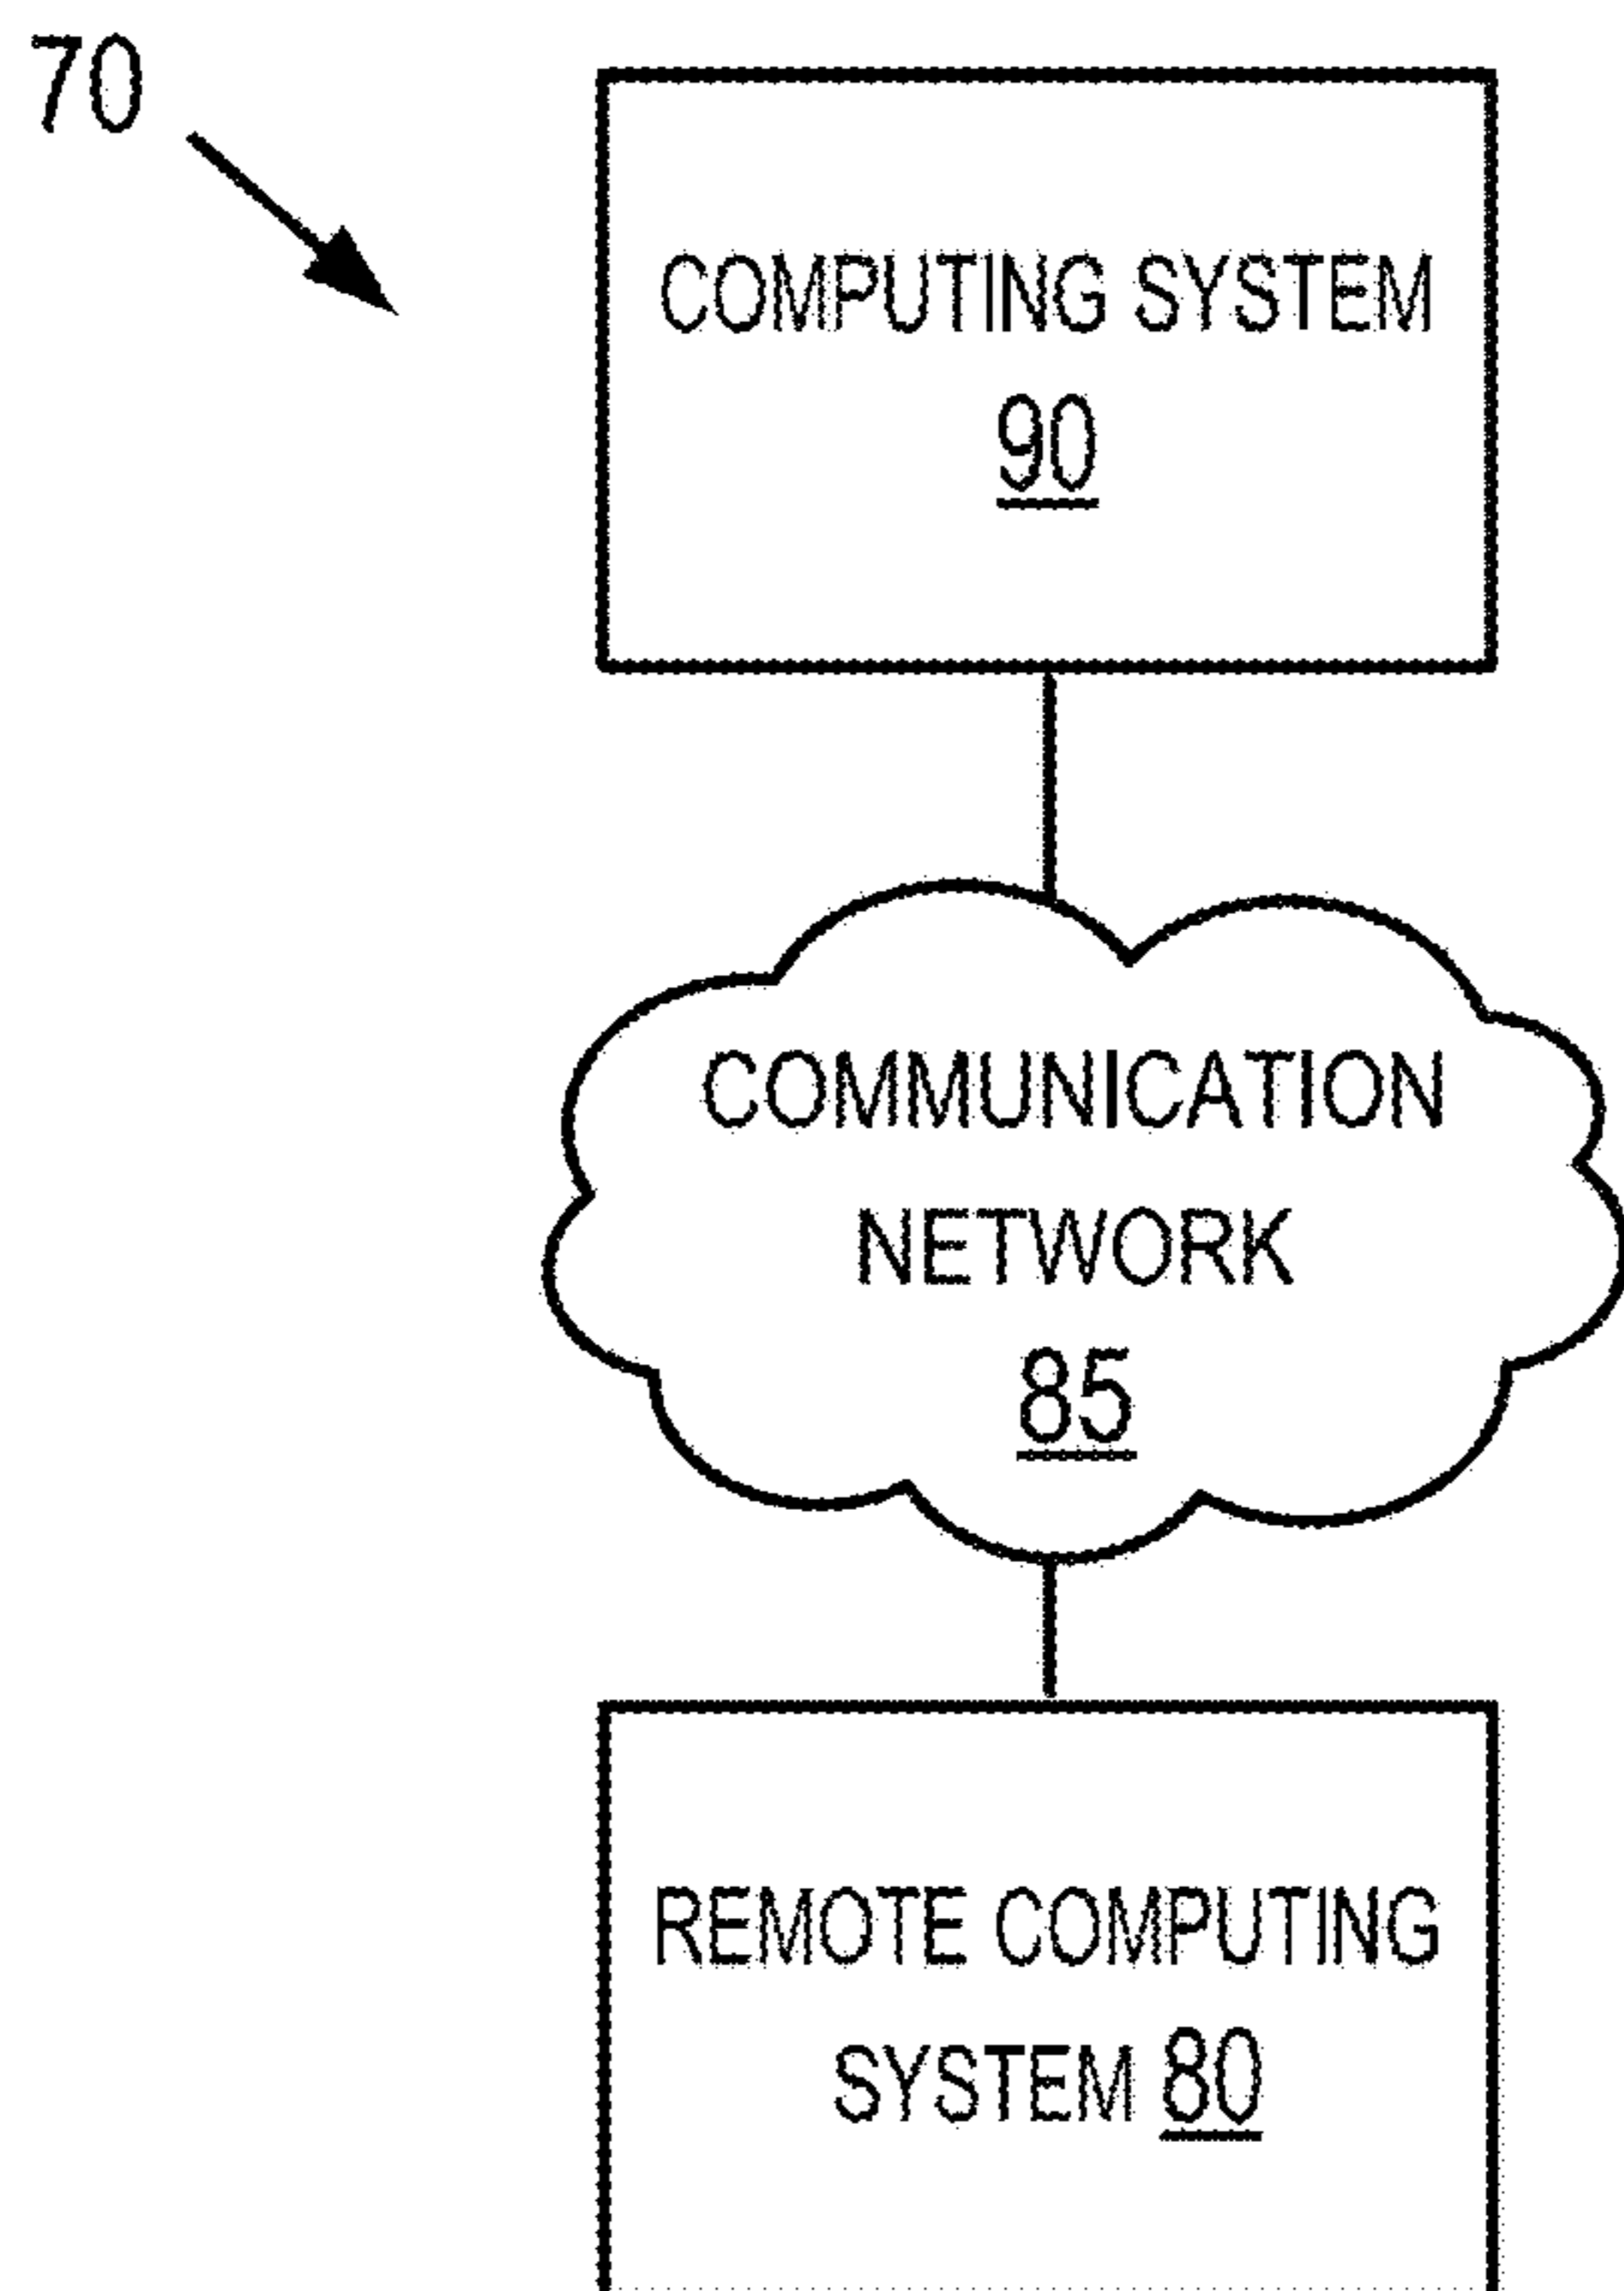 70
COMPUTING SYSTEM
90
COMMUNICATION
NETWORK
85
REMOTE COMPUTING
SYSTEM 80